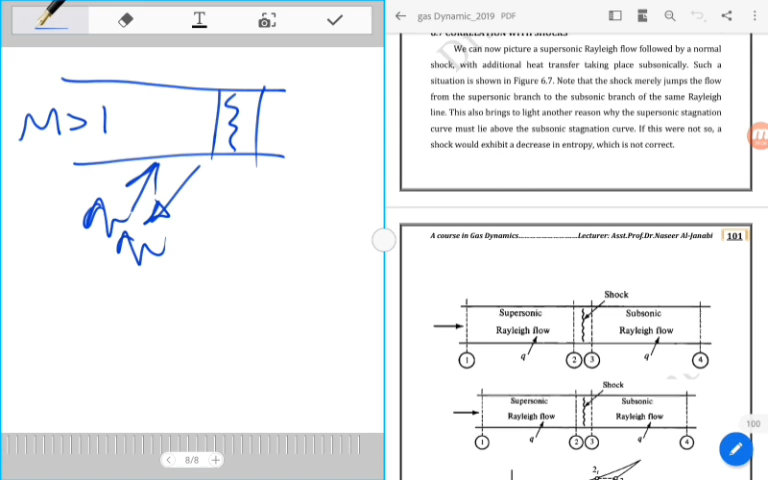 T
M>1
8/8
gas Dynamic_2019 PDF
We can now picture a supersonic Rayleigh flow followed by a normal
shock, with additional heat transfer taking place subsonically. Such a
situation is shown in Figure 6.7. Note that the shock merely jumps the flow
from the supersonic branch to the subsonic branch of the same Rayleigh
line. This also brings to light another reason why the supersonic stagnation
curve must lie above the subsonic stagnation curve. If this were not so, a
shock would exhibit a decrease in entropy, which is not correct.
A course in Gas Dynamics……………………Lecturer: Asst.Prof.Dr.Naseer Al-Janabi 101
Shock
Supersonic Subsonic
Rayleigh flow Rayleigh flow
q q
1 2 3 4
Shock
Supersonic Subsonic
Rayleigh flow Rayleigh flow
q q
1 2 3 4
100